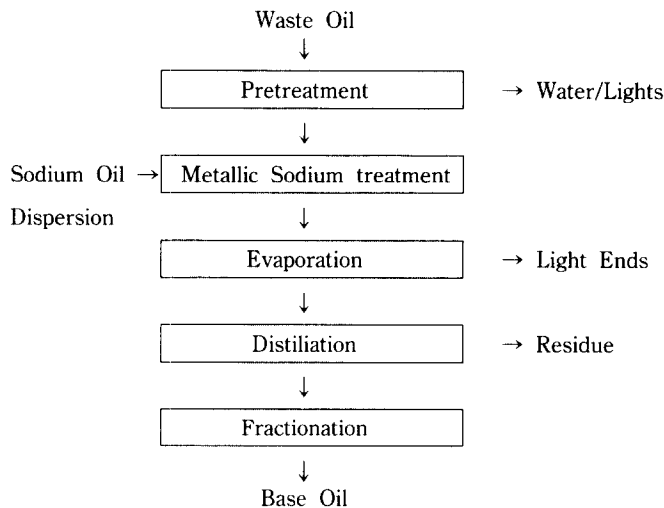 Waste Oil
↓
Pretreatment → Water/Lights
↓
Sodium Oil → Metallic Sodium treatment
Dispersion ↓
Evaporation → Light Ends
↓
Distiliation → Residue
↓
Fractionation
↓
Base Oil